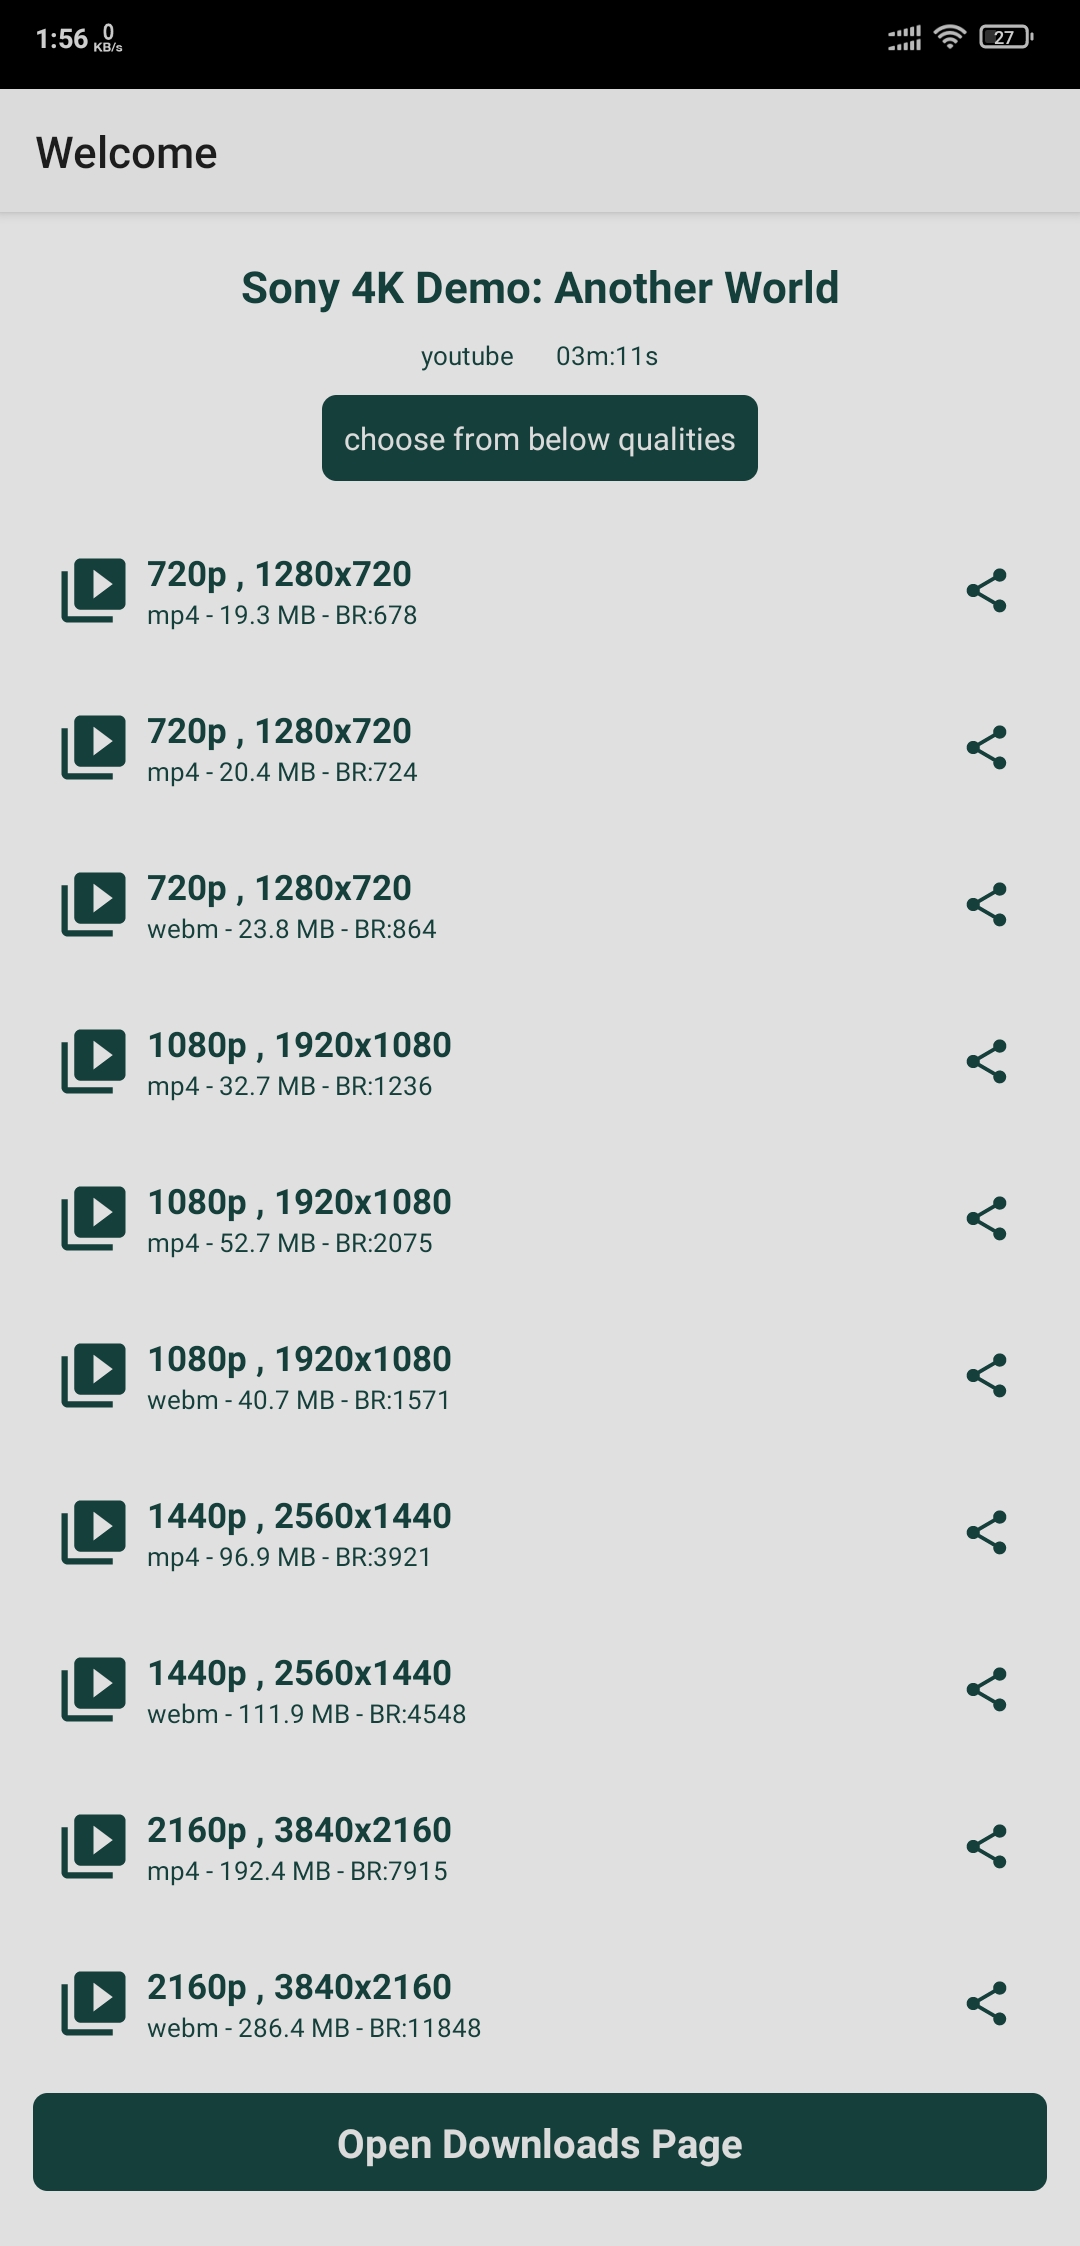 1:56 0 KB/s 27
Welcome
Sony 4K Demo: Another World
youtube 03m:11s
choose from below qualities
720p , 1280x720
mp4 - 19.3 MB - BR:678
720p , 1280x720
mp4 - 20.4 MB - BR:724
720p , 1280x720
webm - 23.8 MB - BR:864
1080p , 1920x1080
mp4 - 32.7 MB - BR:1236
1080p , 1920x1080
mp4 - 52.7 MB - BR:2075
1080p , 1920x1080
webm - 40.7 MB - BR:1571
1440p , 2560x1440
mp4 - 96.9 MB - BR:3921
1440p , 2560x1440
webm - 111.9 MB - BR:4548
2160p , 3840x2160
mp4 - 192.4 MB - BR:7915
2160p , 3840x2160
webm - 286.4 MB - BR:11848
Open Downloads Page